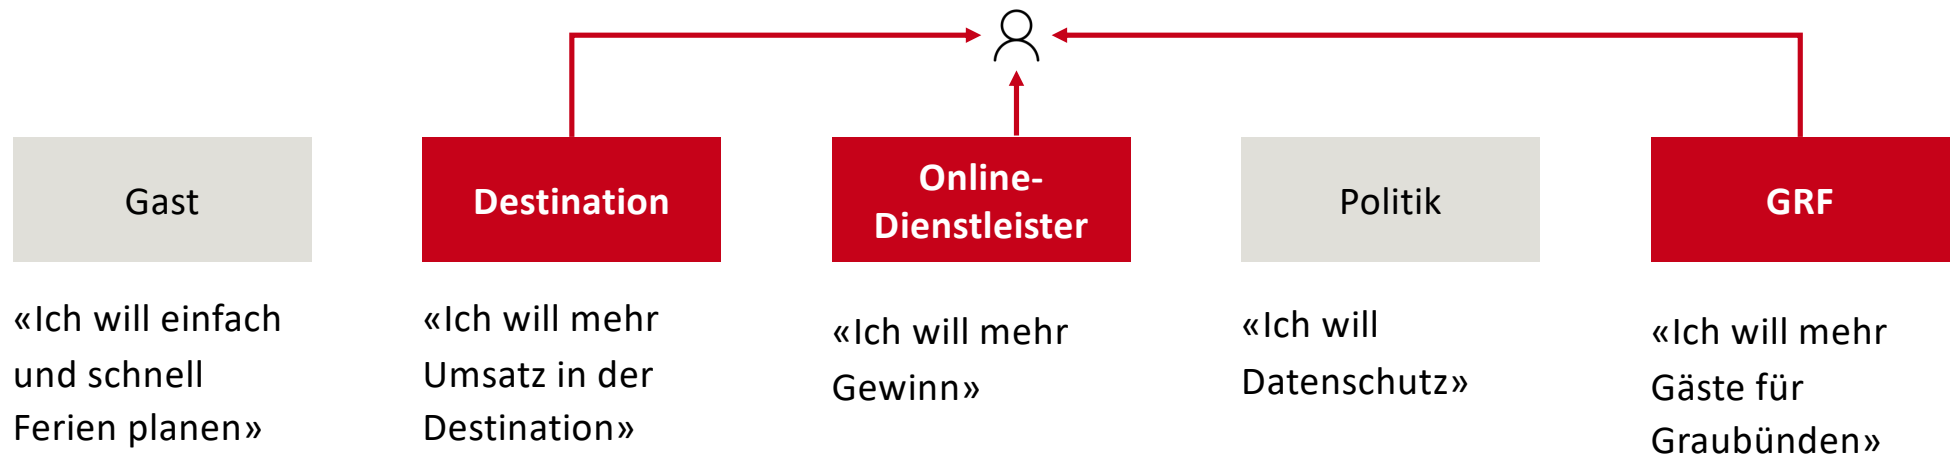 Gast
Destination
Online-
Dienstleister
Politik
GRF
«Ich will einfach
und schnell
Ferien planen»
«Ich will mehr
Umsatz in der
Destination»
«Ich will mehr
Gewinn»
«Ich will
Datenschutz»
«Ich will mehr
Gäste für
Graubünden»